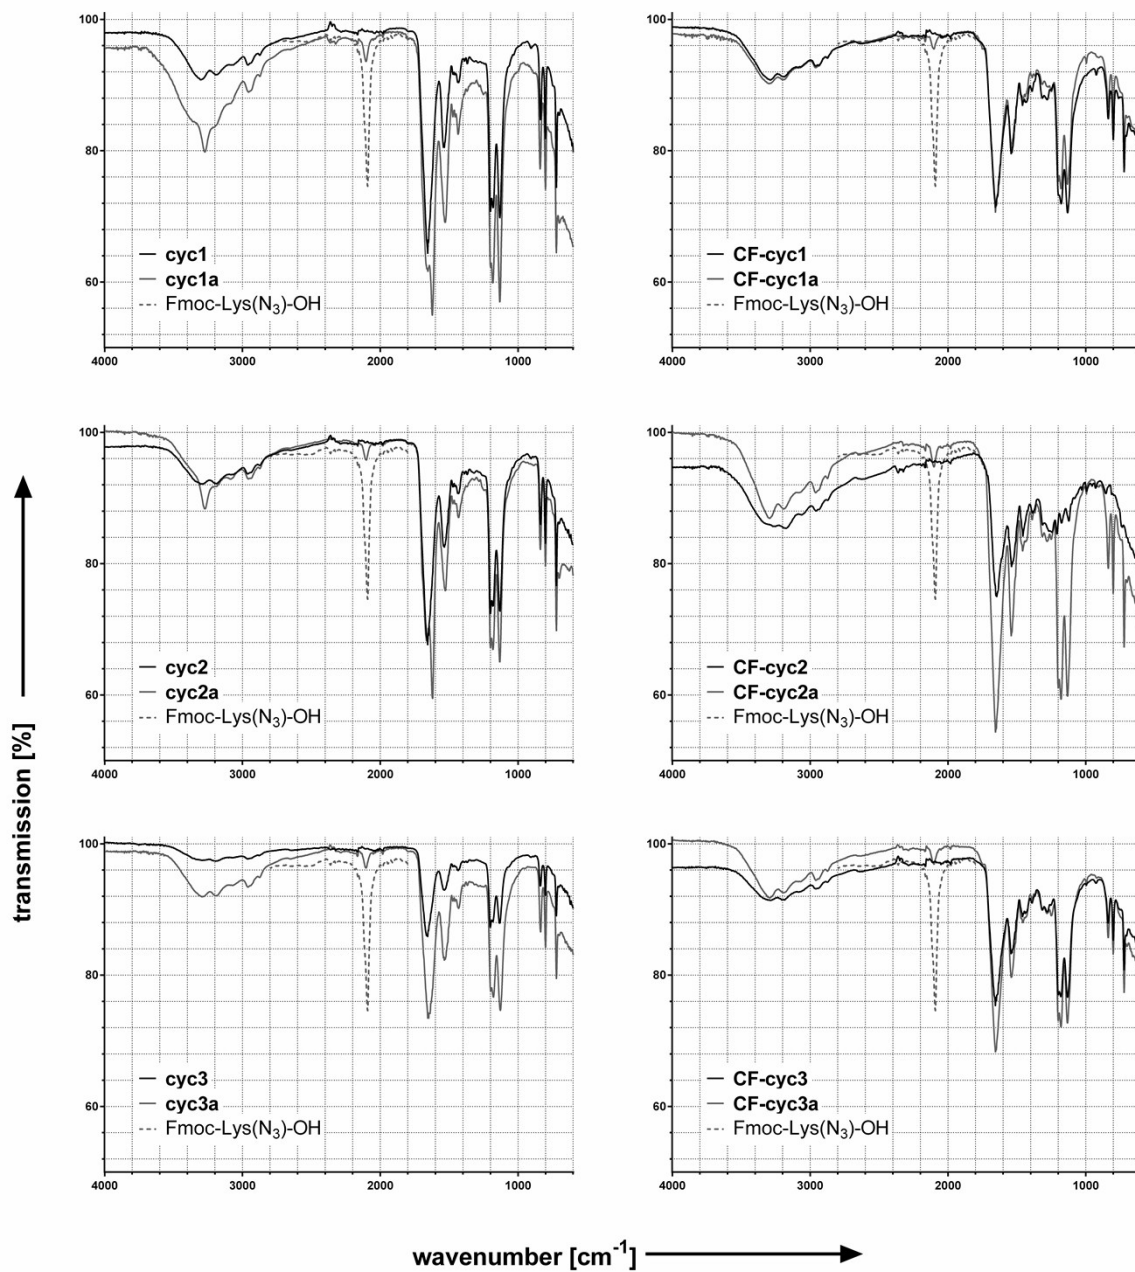 100
80
60
cyc1
cyc1a
Fmoc-Lys(N₃)-OH
4000 3000 2000 1000
100
80
60
CF-cyc1
CF-cyc1a
Fmoc-Lys(N₃)-OH
4000 3000 2000 1000
100
80
60
cyc2
cyc2a
Fmoc-Lys(N₃)-OH
4000 3000 2000 1000
100
80
60
CF-cyc2
CF-cyc2a
Fmoc-Lys(N₃)-OH
4000 3000 2000 1000
100
80
60
cyc3
cyc3a
Fmoc-Lys(N₃)-OH
4000 3000 2000 1000
100
80
60
CF-cyc3
CF-cyc3a
Fmoc-Lys(N₃)-OH
4000 3000 2000 1000
transmission [%]
wavenumber [cm⁻¹]